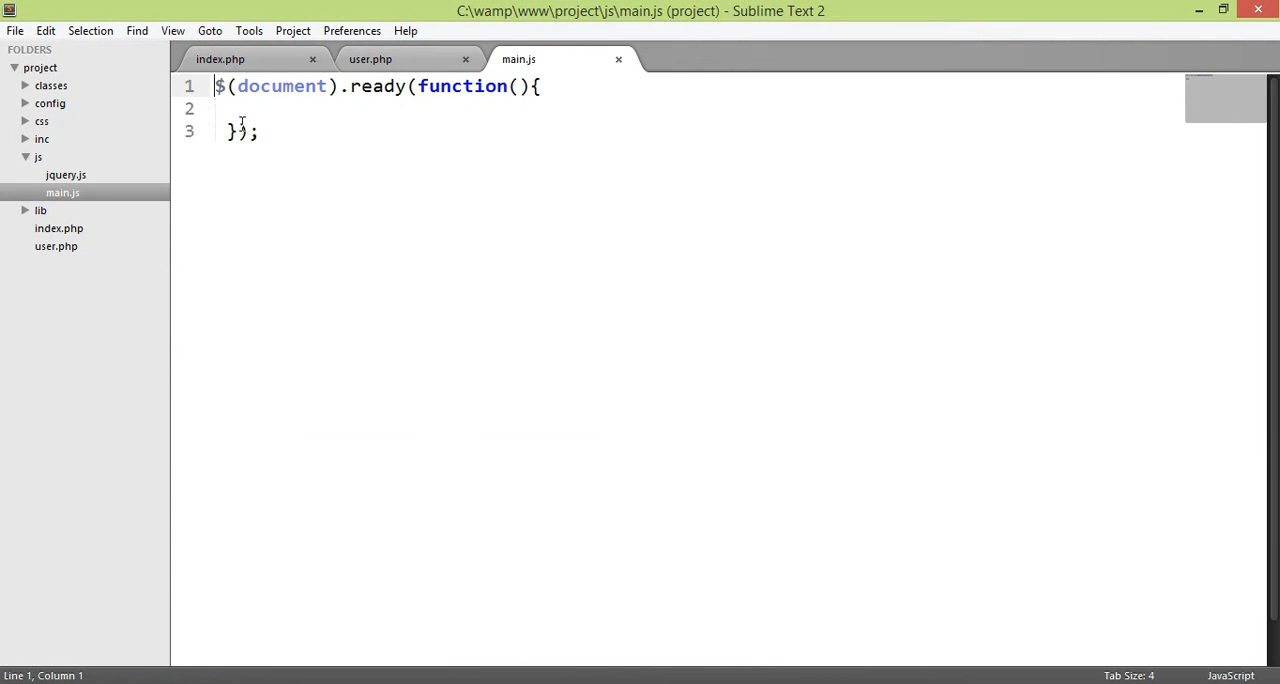 C:\wamp\www\project\js\main.js (project) - Sublime Text 2
File Edit Selection Find View Goto Tools Project Preferences Help
FOLDERS
project
classes
config
css
inc
js
jquery.js
main.js
lib
index.php
user.php
index.php × user.php × main.js ×
1 $(document).ready(function(){
2
3 });
Line 1, Column 1 Tab Size: 4 JavaScript